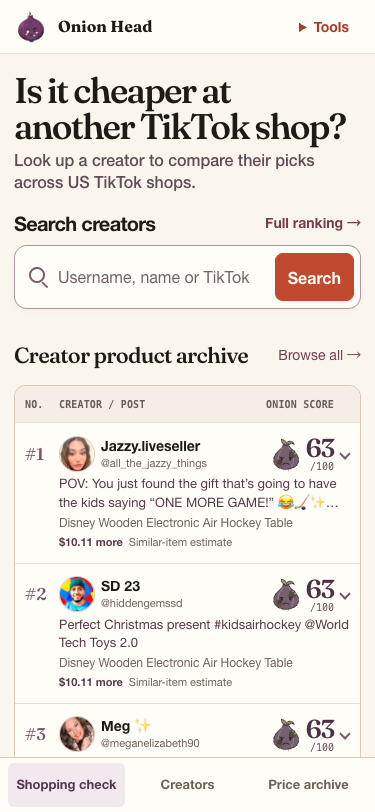 Onion Head
▶ Tools
Is it cheaper at
another TikTok shop?
Look up a creator to compare their picks
across US TikTok shops.
Search creators
Full ranking →
Username, name or TikTok
Search
Creator product archive
Browse all →
NO. CREATOR / POST ONION SCORE
#1
Jazzy.liveseller
@all_the_jazzy_things
63
/100
POV: You just found the gift that's going to have
the kids saying “ONE MORE GAME!” 😂🏒✨…
Disney Wooden Electronic Air Hockey Table
$10.11 more Similar-item estimate
#2
SD 23
@hiddengemssd
63
/100
Perfect Christmas present #kidsairhockey @World
Tech Toys 2.0
Disney Wooden Electronic Air Hockey Table
$10.11 more Similar-item estimate
#3
Meg ✨
@meganelizabeth90
63
/100
Shopping check
Creators
Price archive